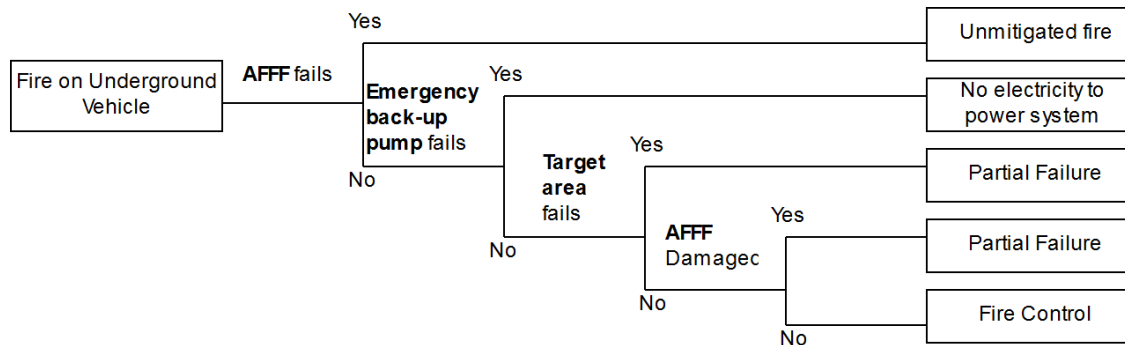 Yes
Unmitigated fire
Fire on Underground
Vehicle
AFFF fails
Emergency
back-up
pump fails
Yes
No electricity to
power system
No
Target
area
fails
Yes
Partial Failure
No
AFFF
Damagec
Yes
Partial Failure
No
Fire Control
No